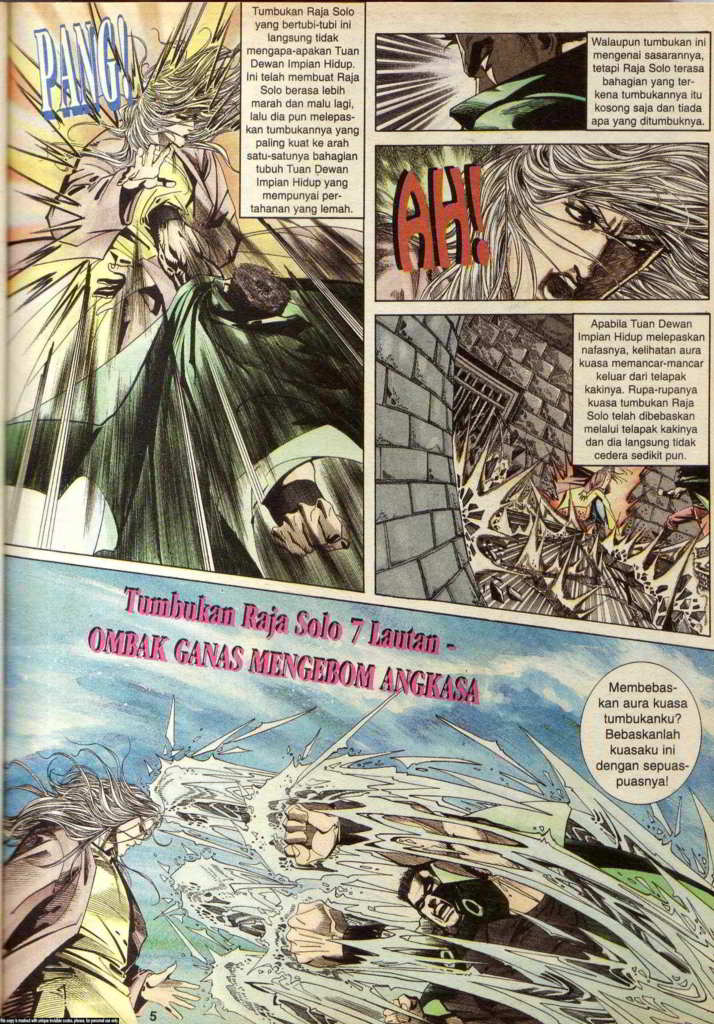 PANG!
Tumbukan Raja Solo
yang bertubi-tubi ini
langsung tidak
mengapa-apakan Tuan
Dewan Impian Hidup.
Ini telah membuat Raja
Solo berasa lebih
marah dan malu lagi,
lalu dia pun melepas-
kan tumbukannya yang
paling kuat ke arah
satu-satunya bahagian
tubuh Tuan Dewan
Impian Hidup yang
mempunyai per-
tahanan yang lemah.
Walaupun tumbukan ini
mengenai sasarannya,
tetapi Raja Solo terasa
bahagian yang ter-
kena tumbukannya itu
kosong saja dan tiada
apa yang ditumbuknya.
AH!
Apabila Tuan Dewan
Impian Hidup melepaskan
nafasnya, kelihatan aura
kuasa memancar-mancar
keluar dari telapak
kakinya. Rupa-rupanya
kuasa tumbukan Raja
Solo telah dibebaskan
melalui telapak kakinya
dan dia langsung tidak
cedera sedikit pun.
Tumbukan Raja Solo 7 Lautan -
OMBAK GANAS MENGEBOM ANGKASA
Membebas-
kan aura kuasa
tumbukanku?
Bebaskanlah
kuasaku ini
dengan sepuas-
puasnya!
5